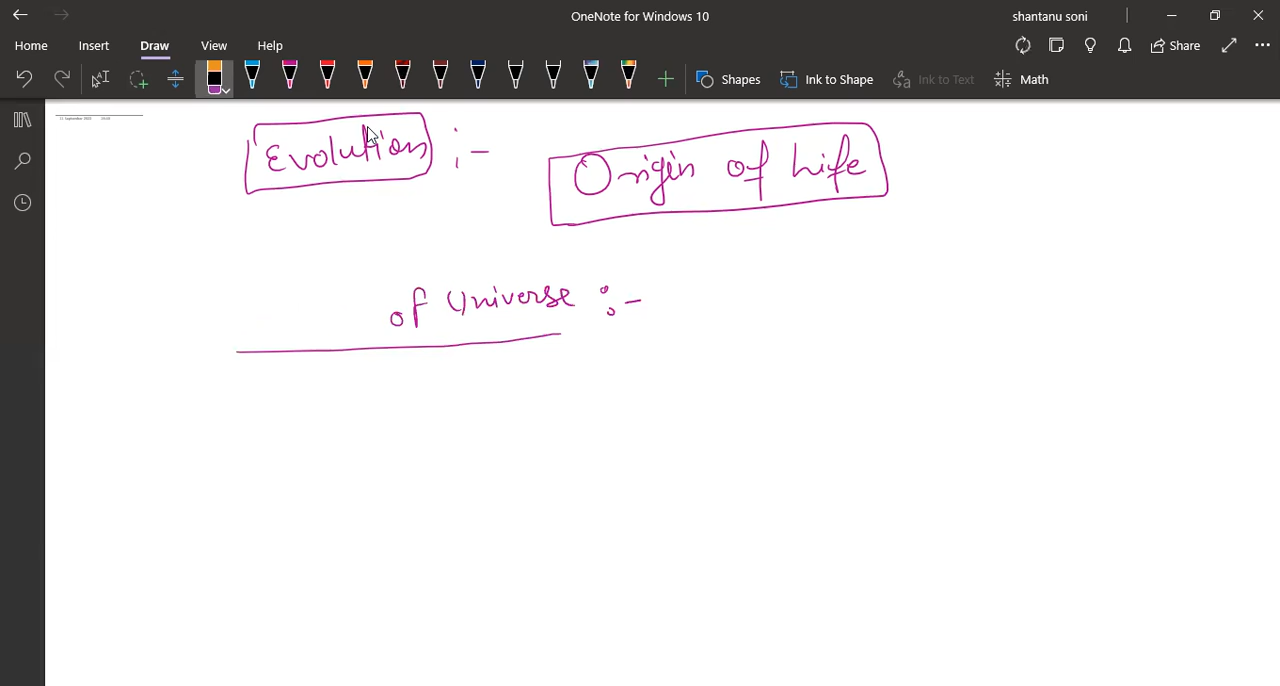 OneNote for Windows 10
shantanu soni
Home Insert Draw View Help
Share
Shapes Ink to Shape Ink to Text Math
Evolution :-
Origin of Life
of Universe :-